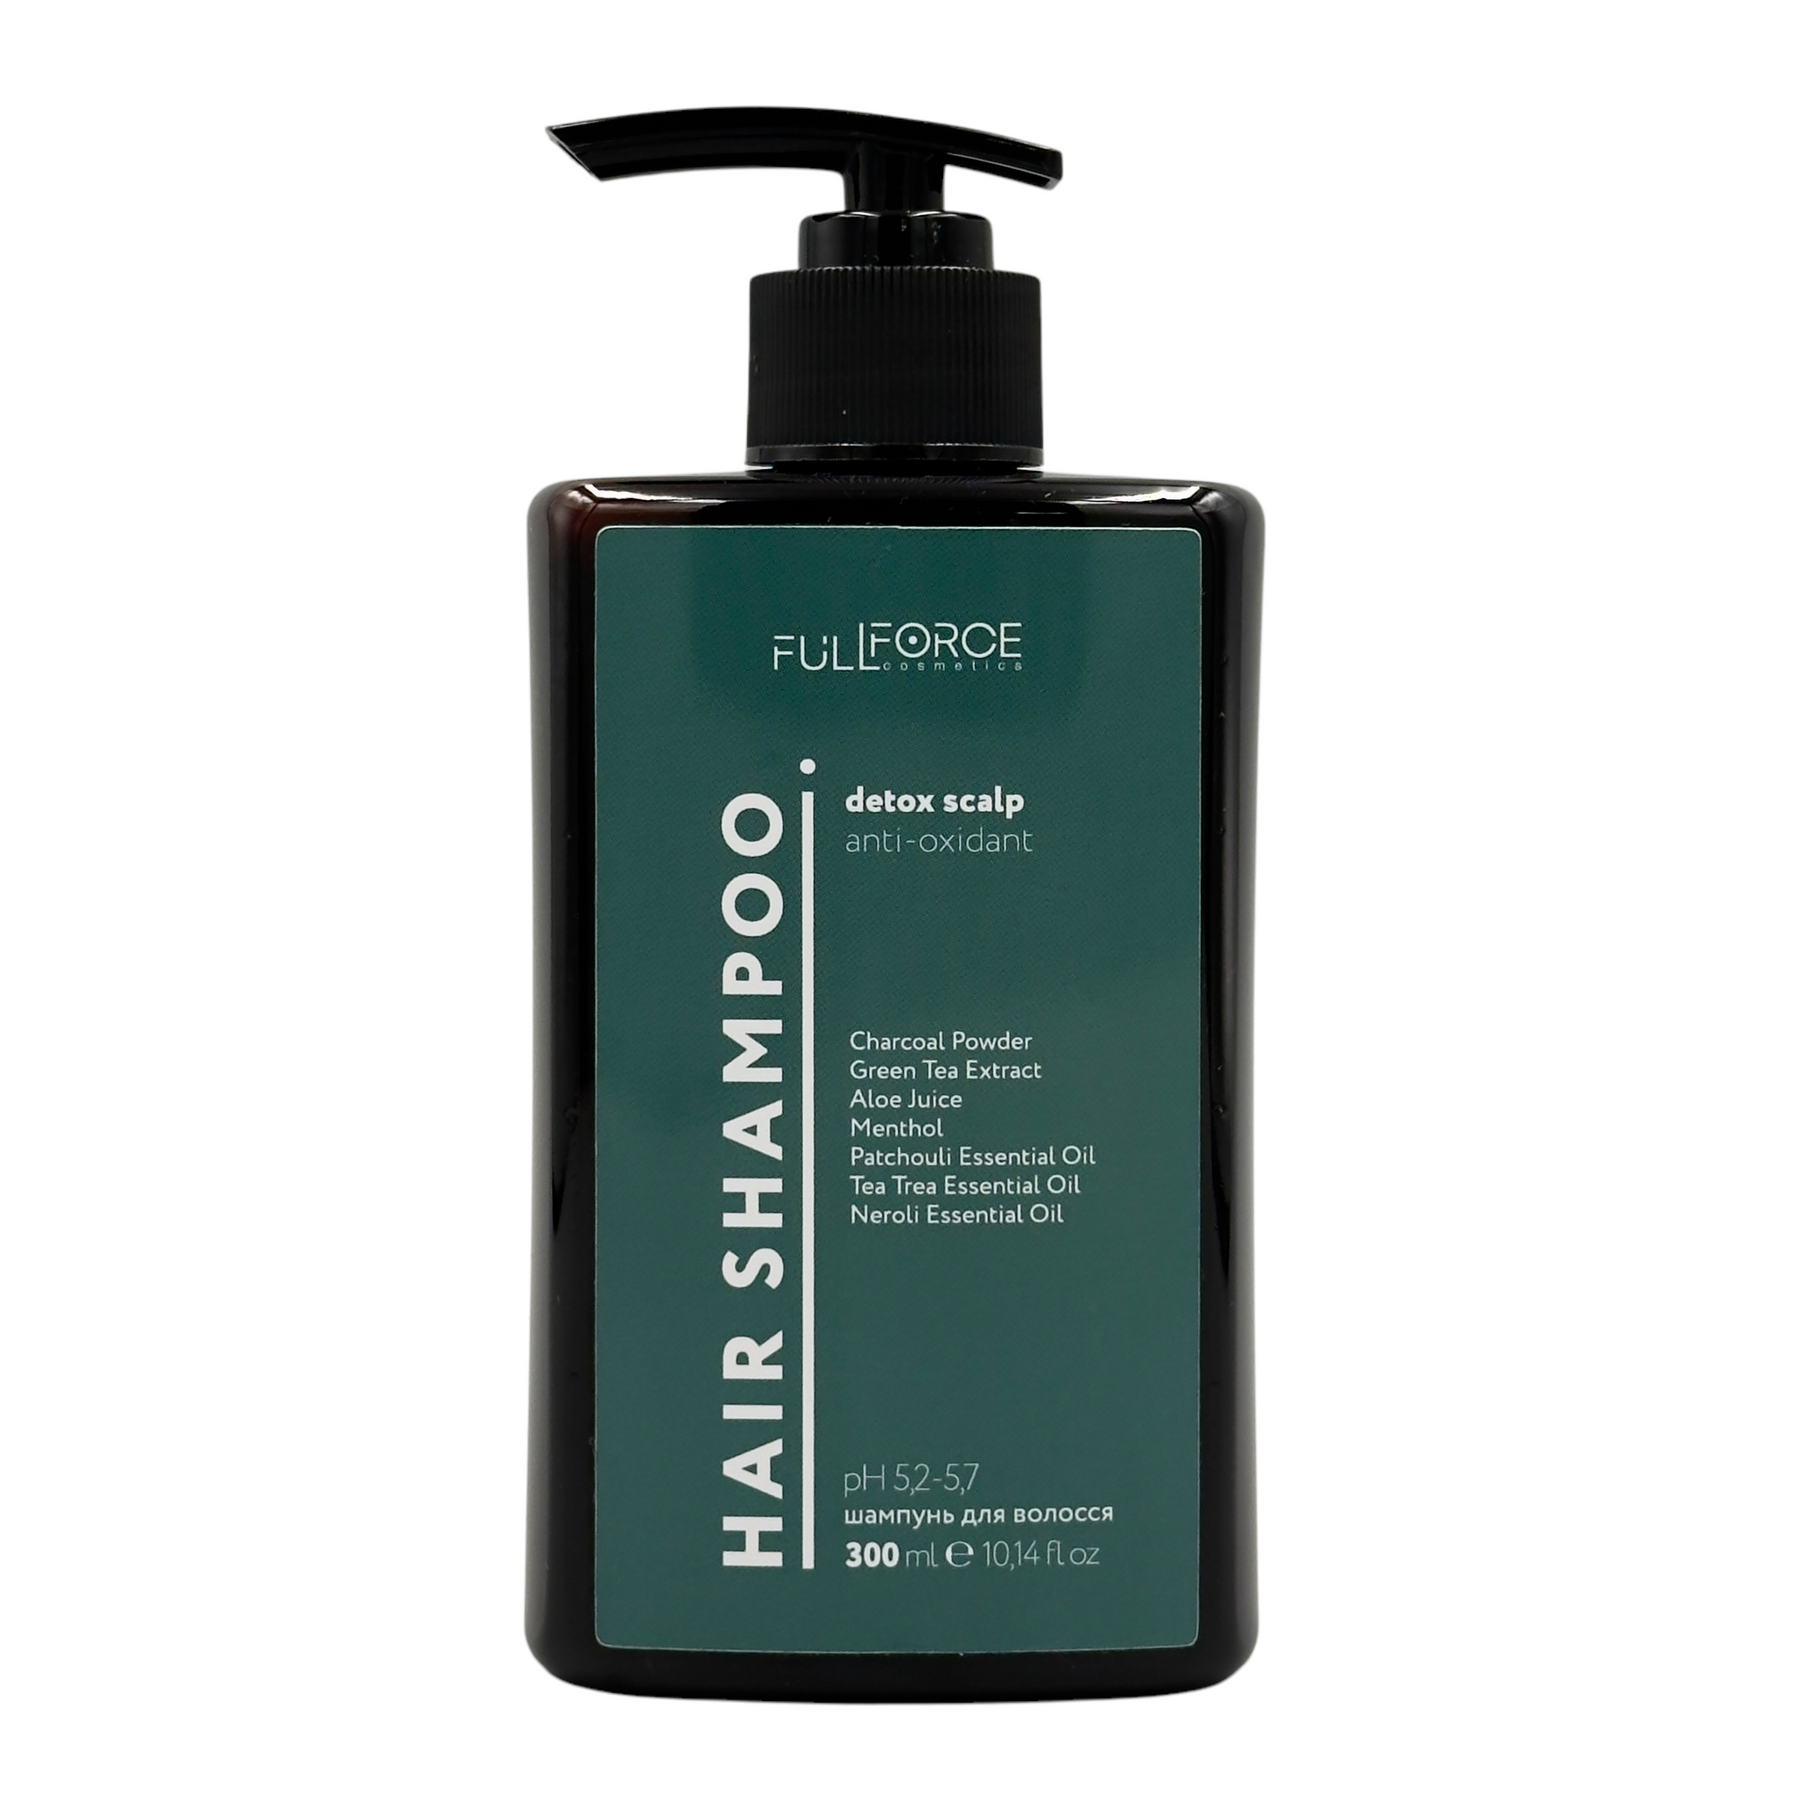 FULLFORCE
cosmetics
HAIR SHAMPOO
detox scalp
anti-oxidant
Charcoal Powder
Green Tea Extract
Aloe Juice
Menthol
Patchouli Essential Oil
Tea Trea Essential Oil
Neroli Essential Oil
pH 5,2-5,7
шампунь для волосся
300 ml ℮ 10,14 fl oz